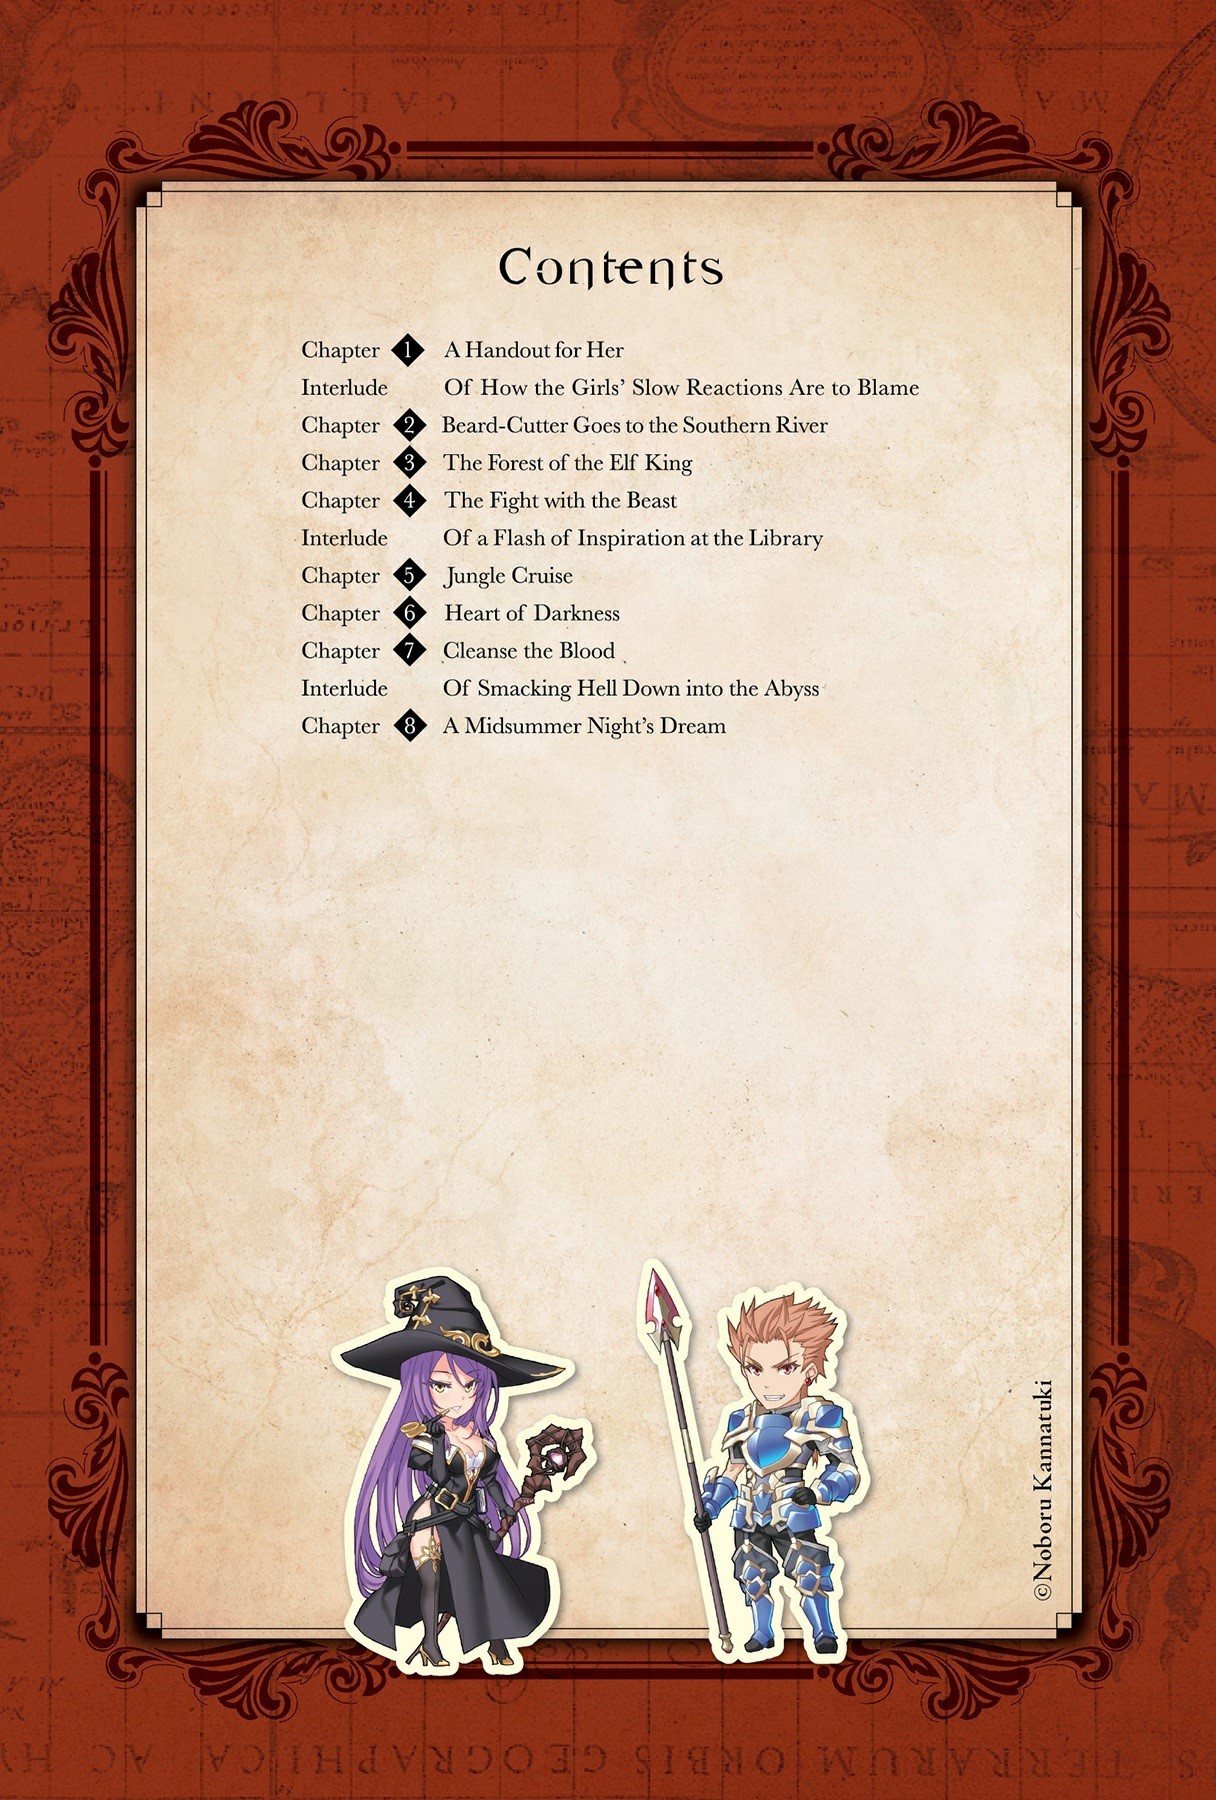 Contents
Chapter 1 A Handout for Her
Interlude Of How the Girls’ Slow Reactions Are to Blame
Chapter 2 Beard-Cutter Goes to the Southern River
Chapter 3 The Forest of the Elf King
Chapter 4 The Fight with the Beast
Interlude Of a Flash of Inspiration at the Library
Chapter 5 Jungle Cruise
Chapter 6 Heart of Darkness
Chapter 7 Cleanse the Blood
Interlude Of Smacking Hell Down into the Abyss
Chapter 8 A Midsummer Night’s Dream
©Noboru Kannatuki